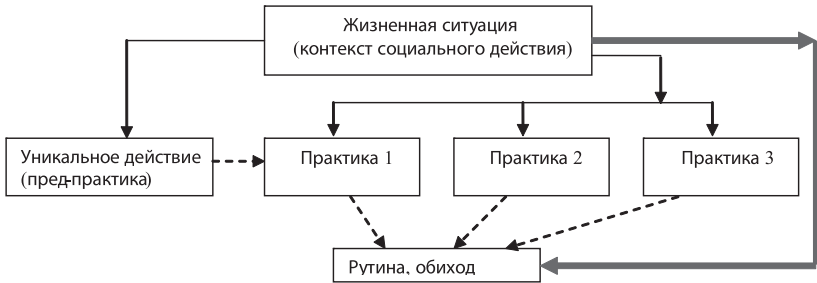 Жизненная ситуация
(контекст социального действия)
Уникальное действие
(пред-практика)
Практика 1
Практика 2
Практика 3
Рутина, обиход